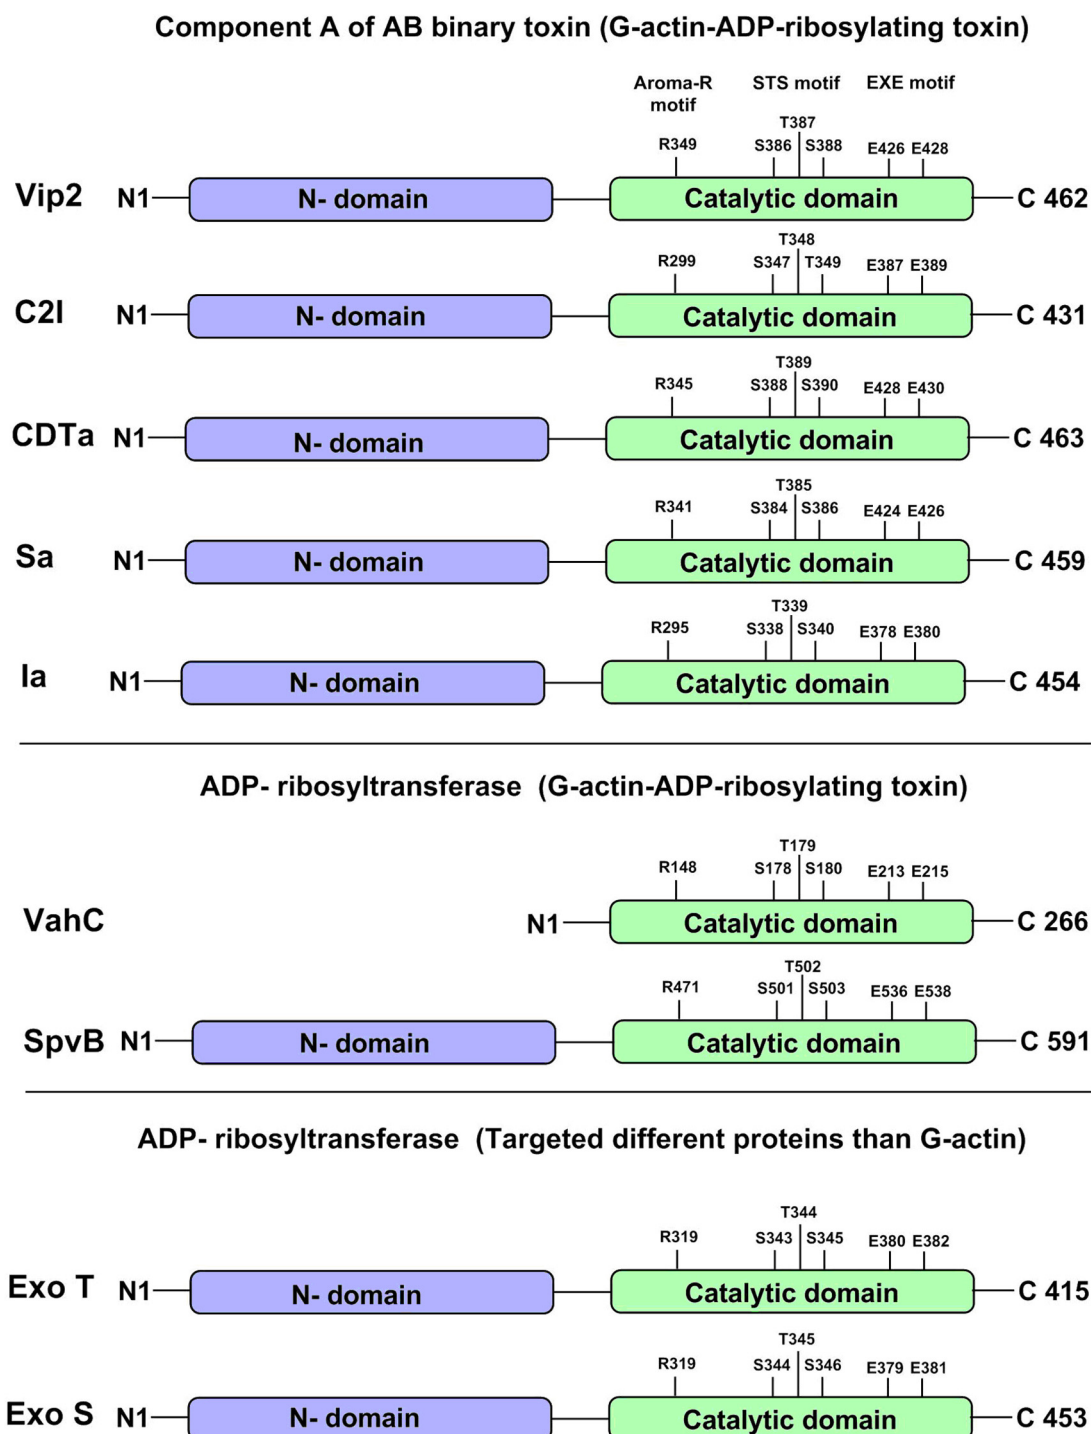 Component A of AB binary toxin (G-actin-ADP-ribosylating toxin)
Aroma-R motif STS motif EXE motif
T387
R349 S386 S388 E426 E428
Vip2 N1 N- domain Catalytic domain C 462
T348
R299 S347 T349 E387 E389
C2I N1 N- domain Catalytic domain C 431
T389
R345 S388 S390 E428 E430
CDTa N1 N- domain Catalytic domain C 463
T385
R341 S384 S386 E424 E426
Sa N1 N- domain Catalytic domain C 459
T339
R295 S338 S340 E378 E380
Ia N1 N- domain Catalytic domain C 454
ADP- ribosyltransferase (G-actin-ADP-ribosylating toxin)
T179
R148 S178 S180 E213 E215
VahC N1 Catalytic domain C 266
T502
R471 S501 S503 E536 E538
SpvB N1 N- domain Catalytic domain C 591
ADP- ribosyltransferase (Targeted different proteins than G-actin)
T344
R319 S343 S345 E380 E382
Exo T N1 N- domain Catalytic domain C 415
T345
R319 S344 S346 E379 E381
Exo S N1 N- domain Catalytic domain C 453